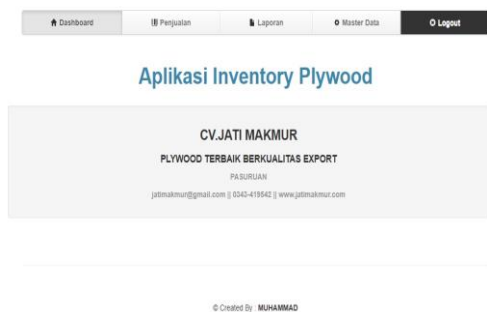 Dashboard Penjualan Laporan Master Data Logout
Aplikasi Inventory Plywood
CV.JATI MAKMUR
PLYWOOD TERBAIK BERKUALITAS EXPORT
PASURUAN
jatimakmur@gmail.com || 0343-419542 || www.jatimakmur.com
© Created By : MUHAMMAD